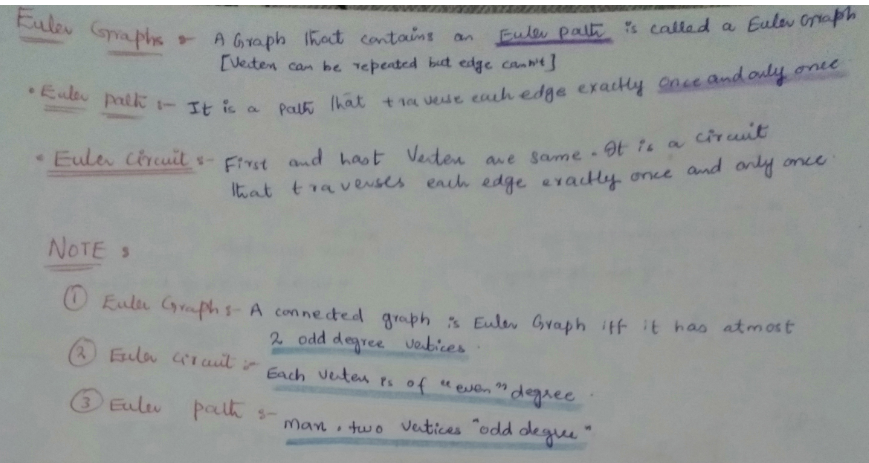 Euler Graphs :- A Graph that contains an Euler path is called a Euler Graph
[Vertex can be repeated but edge cann't]
• Euler path :- It is a path that traverse each edge exactly once and only once
• Euler Circuit :- First and Last Vertex are same. It is a circuit
that traverses each edge exactly once and only once.
NOTE :
① Euler Graph :- A connected graph is Euler Graph iff it has atmost
2 odd degree vertices.
② Euler circuit :-
Each vertex is of "even" degree.
③ Euler path :-
max. two vertices "odd degree"